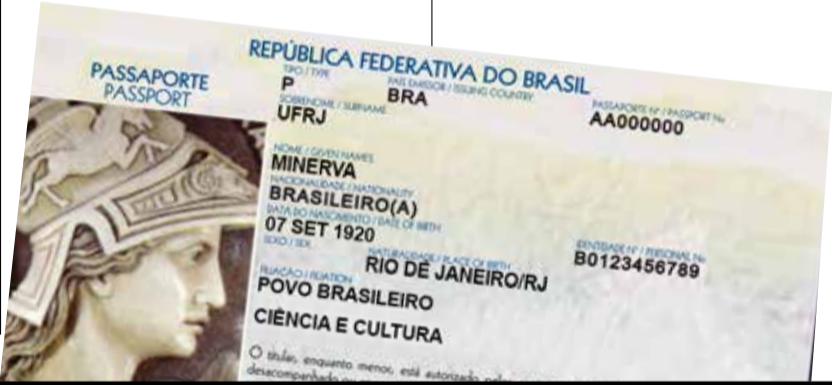 REPÚBLICA FEDERATIVA DO BRASIL
PASSAPORTE
PASSPORT
TIPO / TYPE
PAÍS EMISSOR / ISSUING COUNTRY
PASSAPORTE Nº / PASSPORT No
P
BRA
AA000000
SOBRENOME / SURNAME
UFRJ
NOME / GIVEN NAMES
MINERVA
NACIONALIDADE / NATIONALITY
BRASILEIRO(A)
DATA DO NASCIMENTO / DATE OF BIRTH
IDENTIDADE Nº / PERSONAL No
07 SET 1920
B0123456789
SEXO / SEX
NATURALIDADE / PLACE OF BIRTH
RIO DE JANEIRO/RJ
FILIAÇÃO / FILIATION
POVO BRASILEIRO
CIÊNCIA E CULTURA
O titular, enquanto menor, está autorizado
desacompanhado